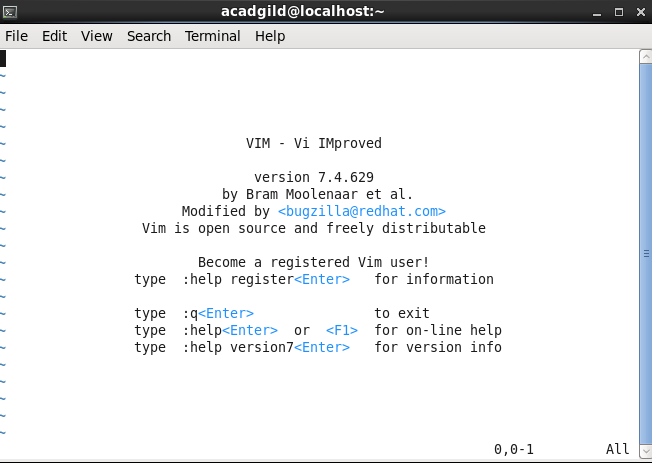 acadgild@localhost:~
File Edit View Search Terminal Help
~
~
~
~
VIM - Vi IMproved
~
version 7.4.629
~ by Bram Moolenaar et al.
~ Modified by <bugzilla@redhat.com>
~ Vim is open source and freely distributable
~
~ Become a registered Vim user!
~ type :help register<Enter> for information
~
~ type :q<Enter> to exit
~ type :help<Enter> or <F1> for on-line help
~ type :help version7<Enter> for version info
~
~
~
~
~
0,0-1 All